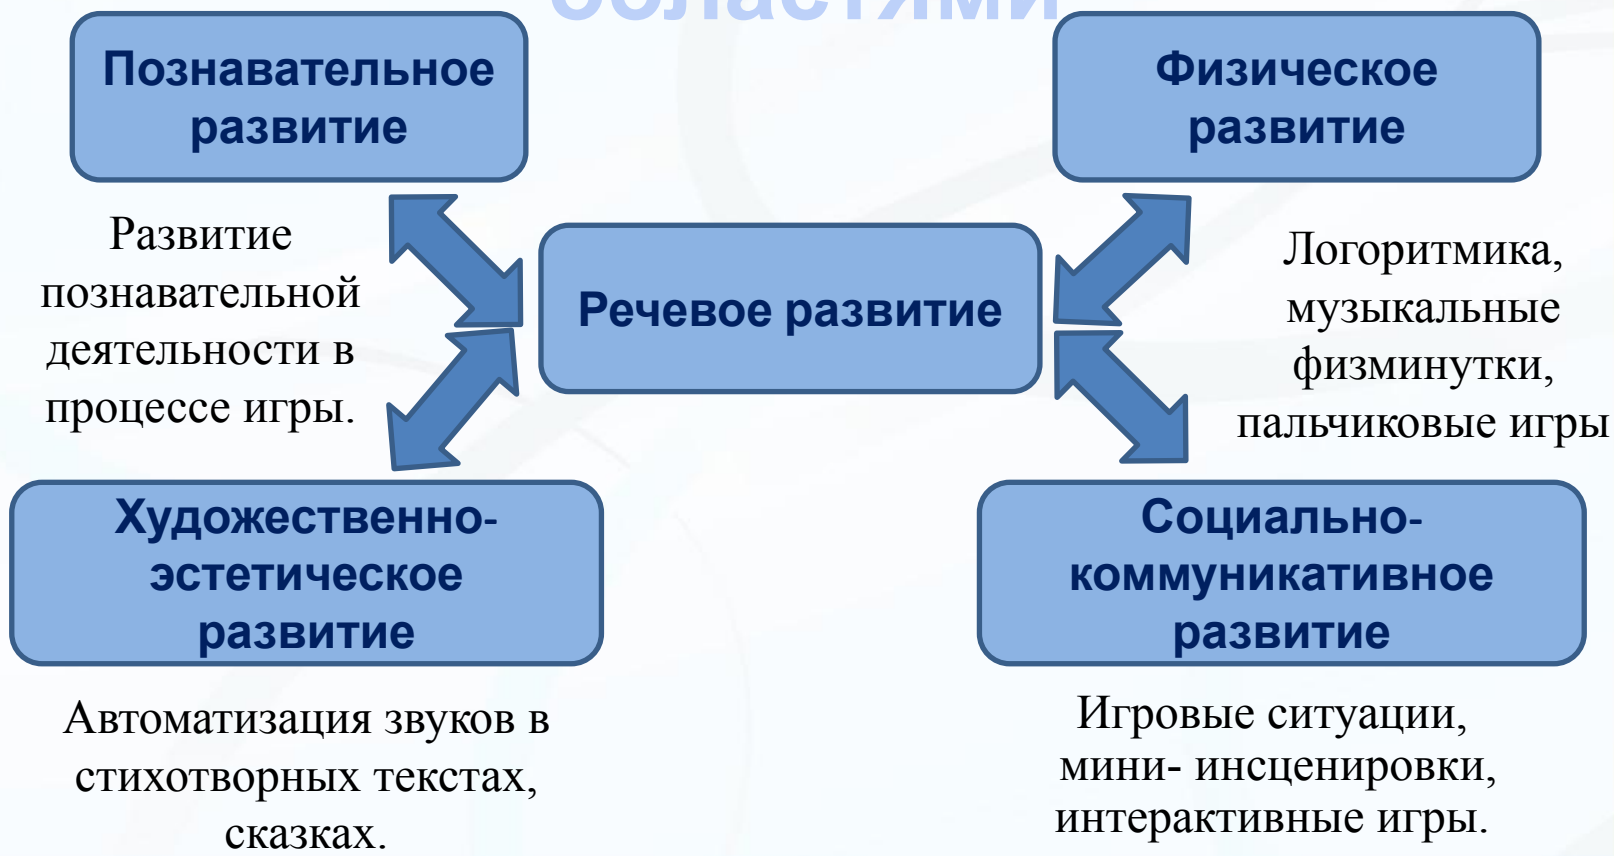 областями
Познавательное
развитие
Физическое
развитие
Развитие
познавательной
деятельности в
процессе игры.
Речевое развитие
Логоритмика,
музыкальные
физминутки,
пальчиковые игры
Художественно-
эстетическое
развитие
Социально-
коммуникативное
развитие
Автоматизация звуков в
стихотворных текстах,
сказках.
Игровые ситуации,
мини- инсценировки,
интерактивные игры.